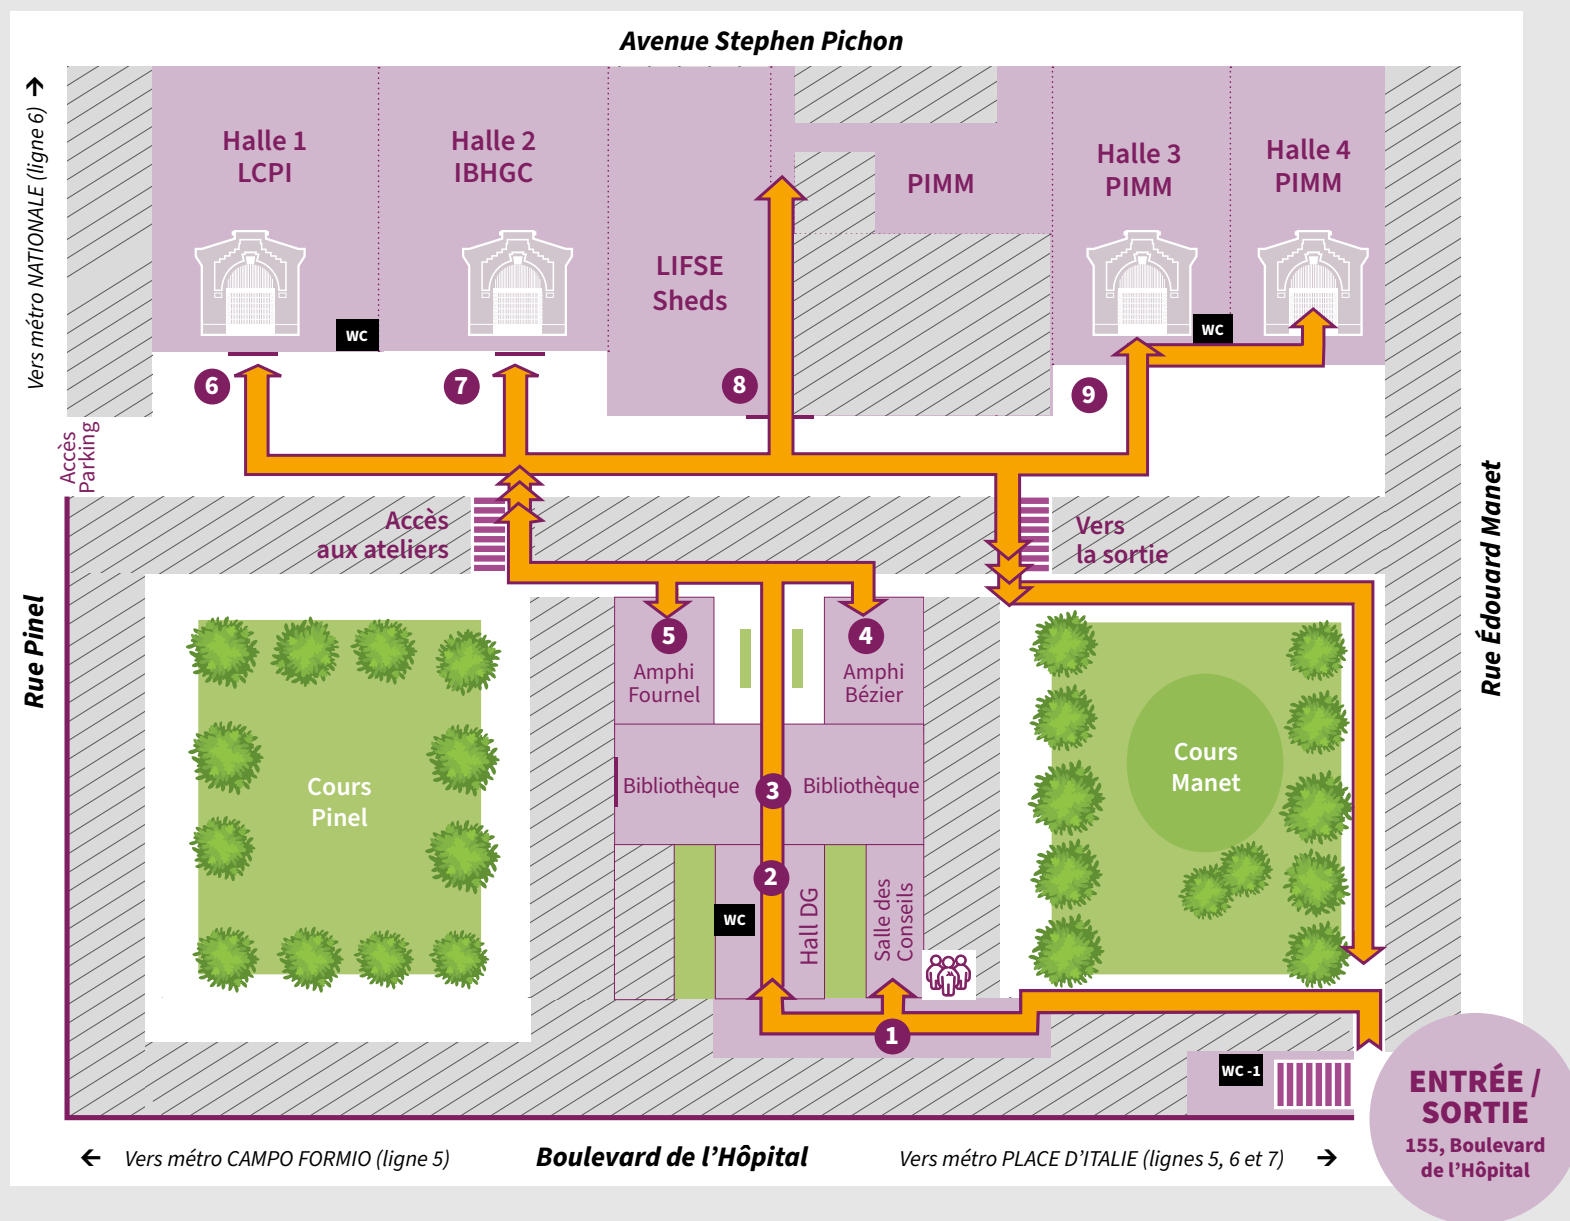 Avenue Stephen Pichon
Vers métro NATIONALE (ligne 6) →
Halle 1
LCPI
Halle 2
IBHGC
LIFSE
Sheds
PIMM
Halle 3
PIMM
Halle 4
PIMM
WC
WC
6
7
8
9
Accès
Parking
Accès
aux ateliers
Vers
la sortie
Rue Pinel
Rue Édouard Manet
5
Amphi
Fournel
4
Amphi
Bézier
Cours
Pinel
Cours
Manet
Bibliothèque
3
Bibliothèque
2
WC
Hall DG
Salle des
Conseils
1
WC -1
ENTRÉE /
SORTIE
155, Boulevard
de l’Hôpital
← Vers métro CAMPO FORMIO (ligne 5)
Boulevard de l’Hôpital
Vers métro PLACE D’ITALIE (lignes 5, 6 et 7) →